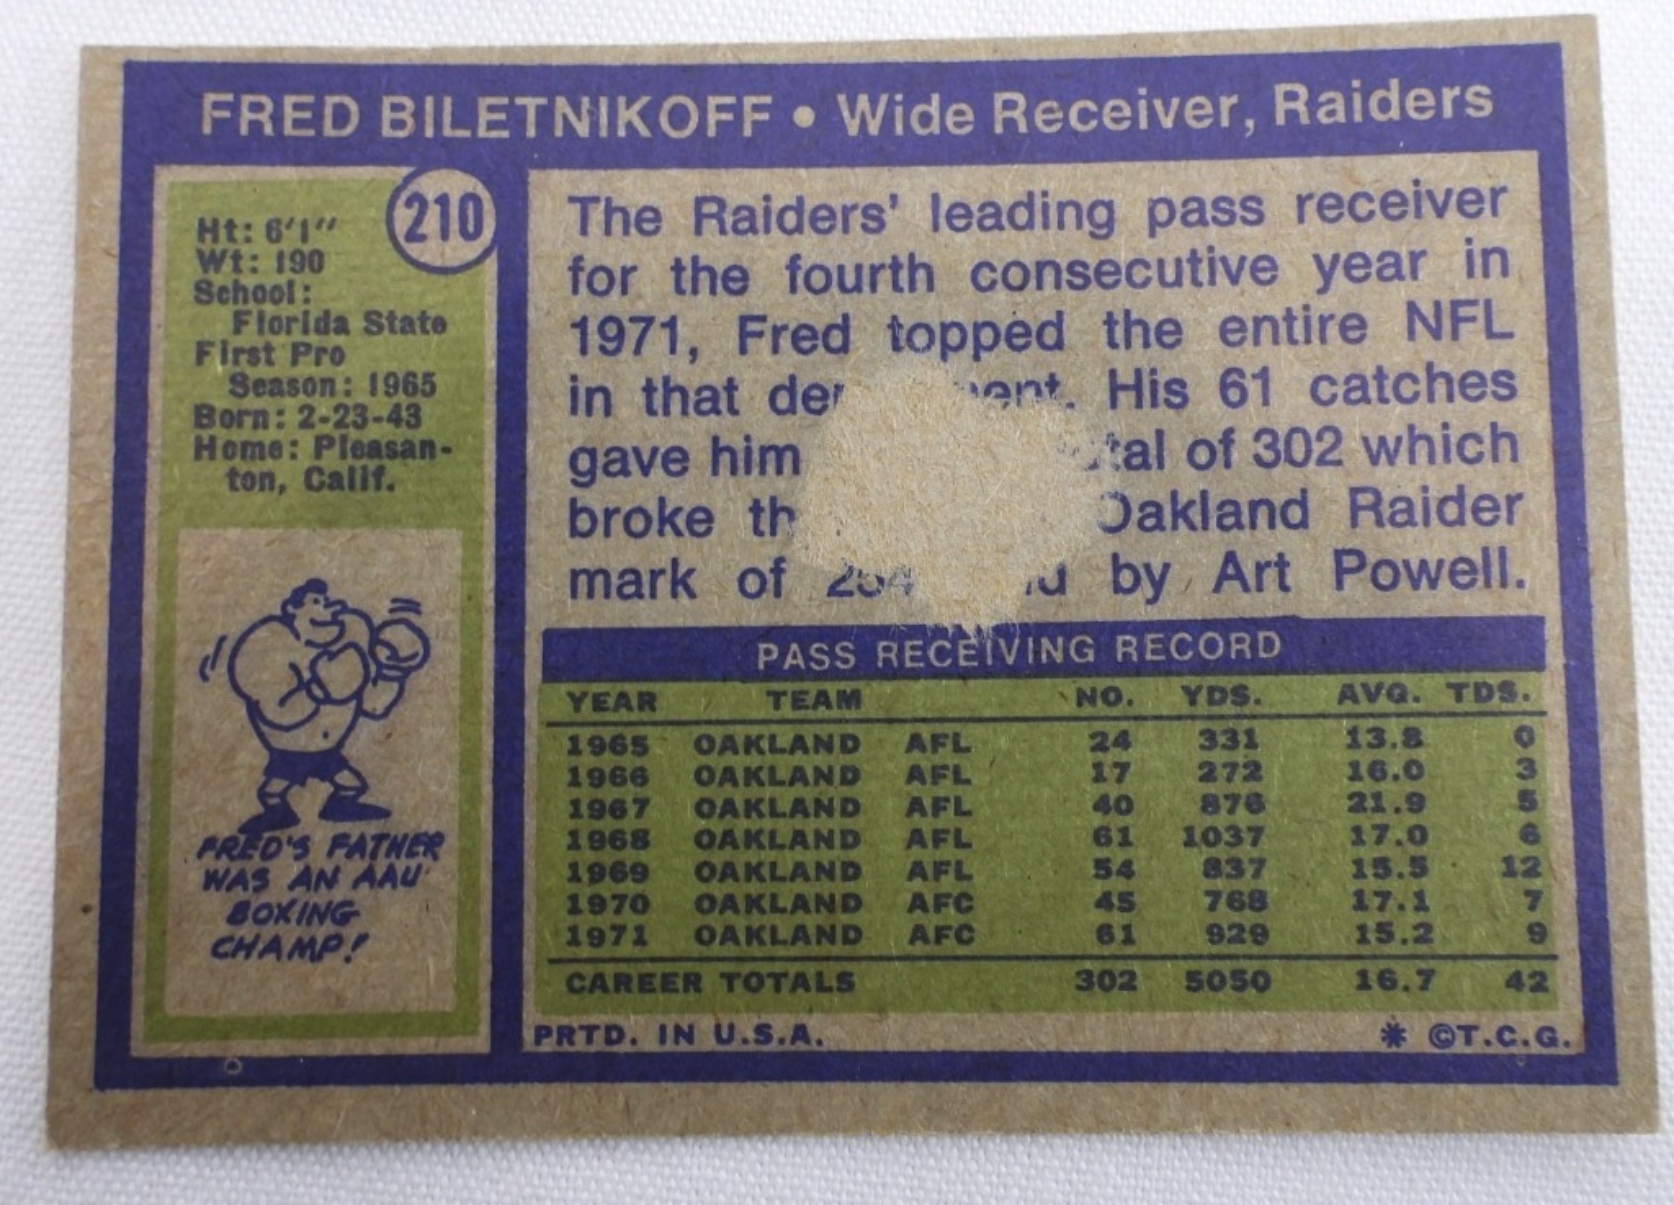 FRED BILETNIKOFF • Wide Receiver, Raiders
210
Ht: 6'1"
Wt: 190
School:
Florida State
First Pro
Season: 1965
Born: 2-23-43
Home: Pleasan-
ton, Calif.
FRED'S FATHER
WAS AN AAU
BOXING
CHAMP!
The Raiders' leading pass receiver
for the fourth consecutive year in
1971, Fred topped the entire NFL
in that His 61 catches
gave him of 302 which
broke Oakland Raider
mark of 254 by Art Powell.
PASS RECEIVING RECORD
YEAR TEAM NO. YDS. AVG. TDS.
1965 OAKLAND AFL 24 331 13.8 0
1966 OAKLAND AFL 17 272 16.0 3
1967 OAKLAND AFL 40 876 21.9 5
1968 OAKLAND AFL 61 1037 17.0 6
1969 OAKLAND AFL 54 837 15.5 12
1970 OAKLAND AFC 45 768 17.1 7
1971 OAKLAND AFC 61 929 15.2 9
CAREER TOTALS 302 5050 16.7 42
PRTD. IN U.S.A. * ©T.C.G.